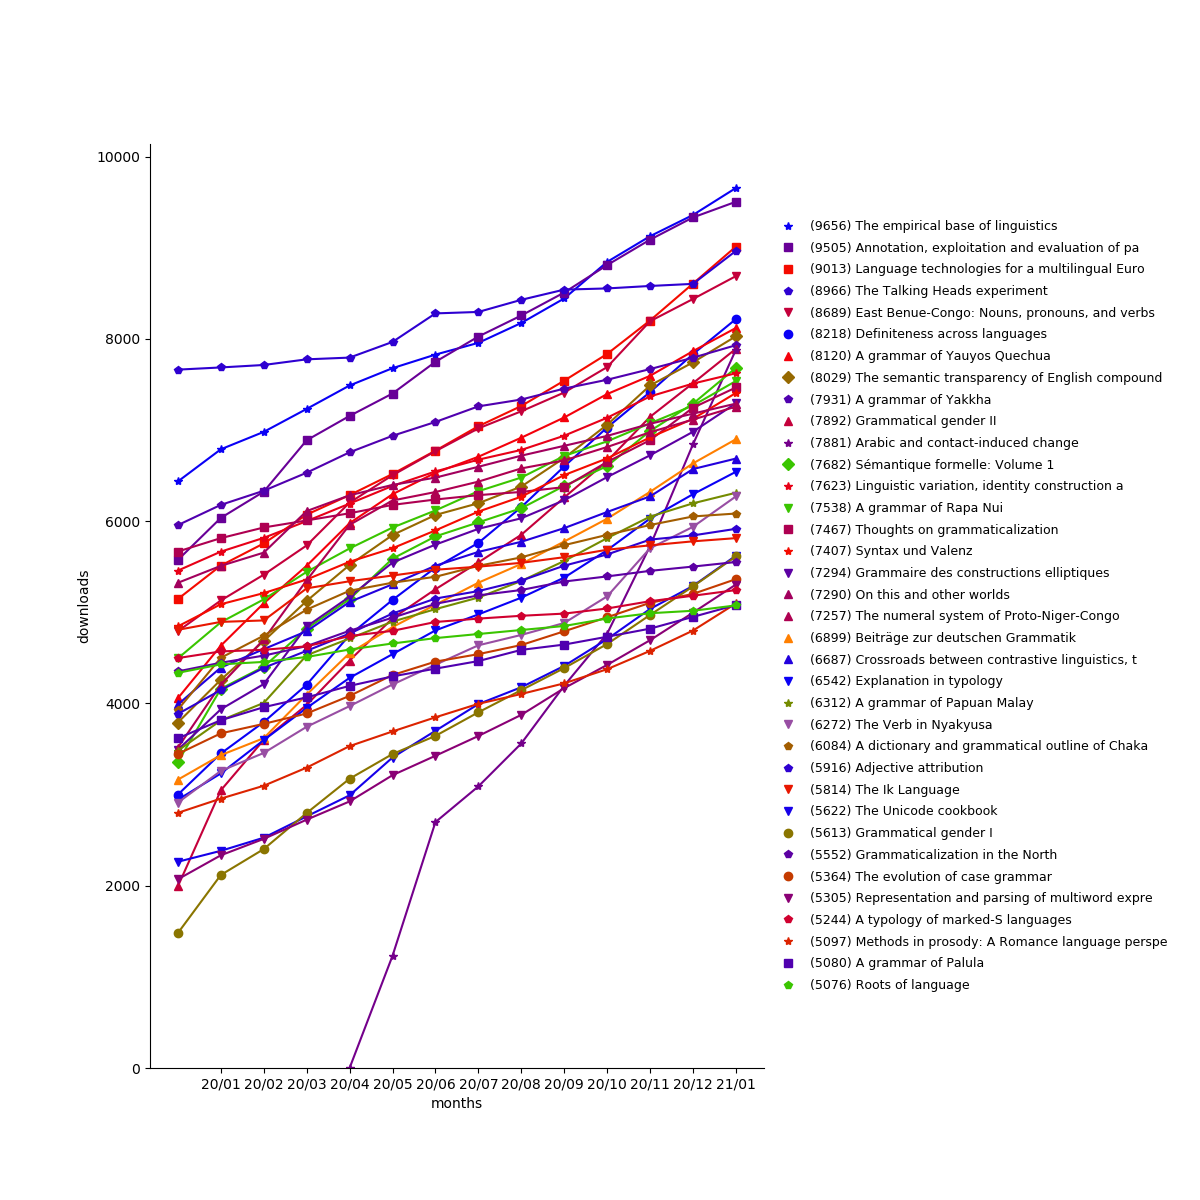 10000
8000
6000
4000
2000
0
downloads
20/01 20/02 20/03 20/04 20/05 20/06 20/07 20/08 20/09 20/10 20/11 20/12 21/01
months
(9656) The empirical base of linguistics
(9505) Annotation, exploitation and evaluation of pa
(9013) Language technologies for a multilingual Euro
(8966) The Talking Heads experiment
(8689) East Benue-Congo: Nouns, pronouns, and verbs
(8218) Definiteness across languages
(8120) A grammar of Yauyos Quechua
(8029) The semantic transparency of English compound
(7931) A grammar of Yakkha
(7892) Grammatical gender II
(7881) Arabic and contact-induced change
(7682) Sémantique formelle: Volume 1
(7623) Linguistic variation, identity construction a
(7538) A grammar of Rapa Nui
(7467) Thoughts on grammaticalization
(7407) Syntax und Valenz
(7294) Grammaire des constructions elliptiques
(7290) On this and other worlds
(7257) The numeral system of Proto-Niger-Congo
(6899) Beiträge zur deutschen Grammatik
(6687) Crossroads between contrastive linguistics, t
(6542) Explanation in typology
(6312) A grammar of Papuan Malay
(6272) The Verb in Nyakyusa
(6084) A dictionary and grammatical outline of Chaka
(5916) Adjective attribution
(5814) The Ik Language
(5622) The Unicode cookbook
(5613) Grammatical gender I
(5552) Grammaticalization in the North
(5364) The evolution of case grammar
(5305) Representation and parsing of multiword expre
(5244) A typology of marked-S languages
(5097) Methods in prosody: A Romance language perspe
(5080) A grammar of Palula
(5076) Roots of language